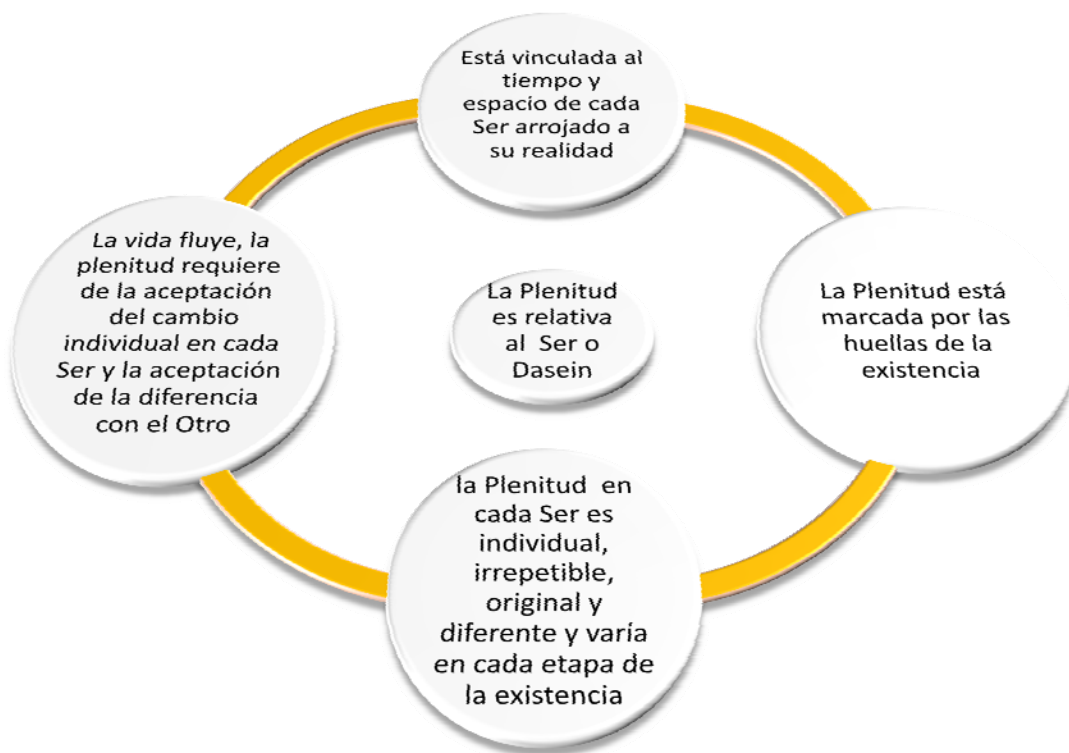 Está vinculada al
tiempo y
espacio de cada
Ser arrojado a
su realidad
La vida fluye, la
plenitud requiere
de la aceptación
del cambio
individual en cada
Ser y la aceptación
de la diferencia
con el Otro
La Plenitud
es relativa
al Ser o
Dasein
La Plenitud está
marcada por las
huellas de la
existencia
la Plenitud en
cada Ser es
individual,
irrepetible,
original y
diferente y varía
en cada etapa de
la existencia